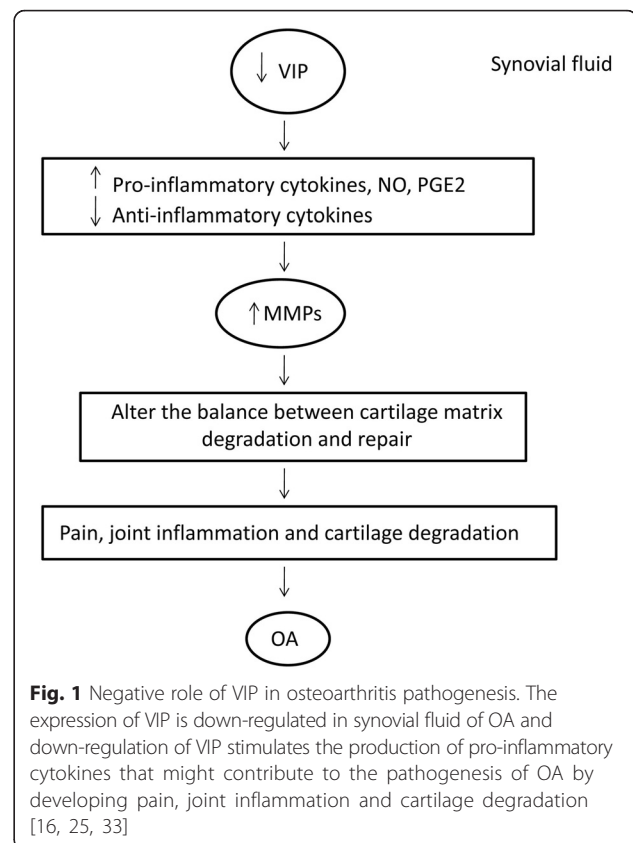 ↓ VIP
Synovial fluid
↑ Pro-inflammatory cytokines, NO, PGE2
↓ Anti-inflammatory cytokines
↑ MMPs
Alter the balance between cartilage matrix
degradation and repair
Pain, joint inflammation and cartilage degradation
OA
Fig. 1 Negative role of VIP in osteoarthritis pathogenesis. The
expression of VIP is down-regulated in synovial fluid of OA and
down-regulation of VIP stimulates the production of pro-inflammatory
cytokines that might contribute to the pathogenesis of OA by
developing pain, joint inflammation and cartilage degradation
[16, 25, 33]